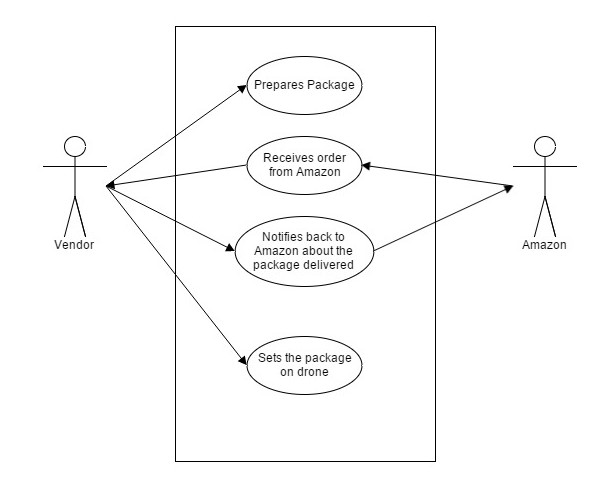 Prepares Package
Receives order
from Amazon
Vendor
Amazon
Notifies back to
Amazon about the
package delivered
Sets the package
on drone